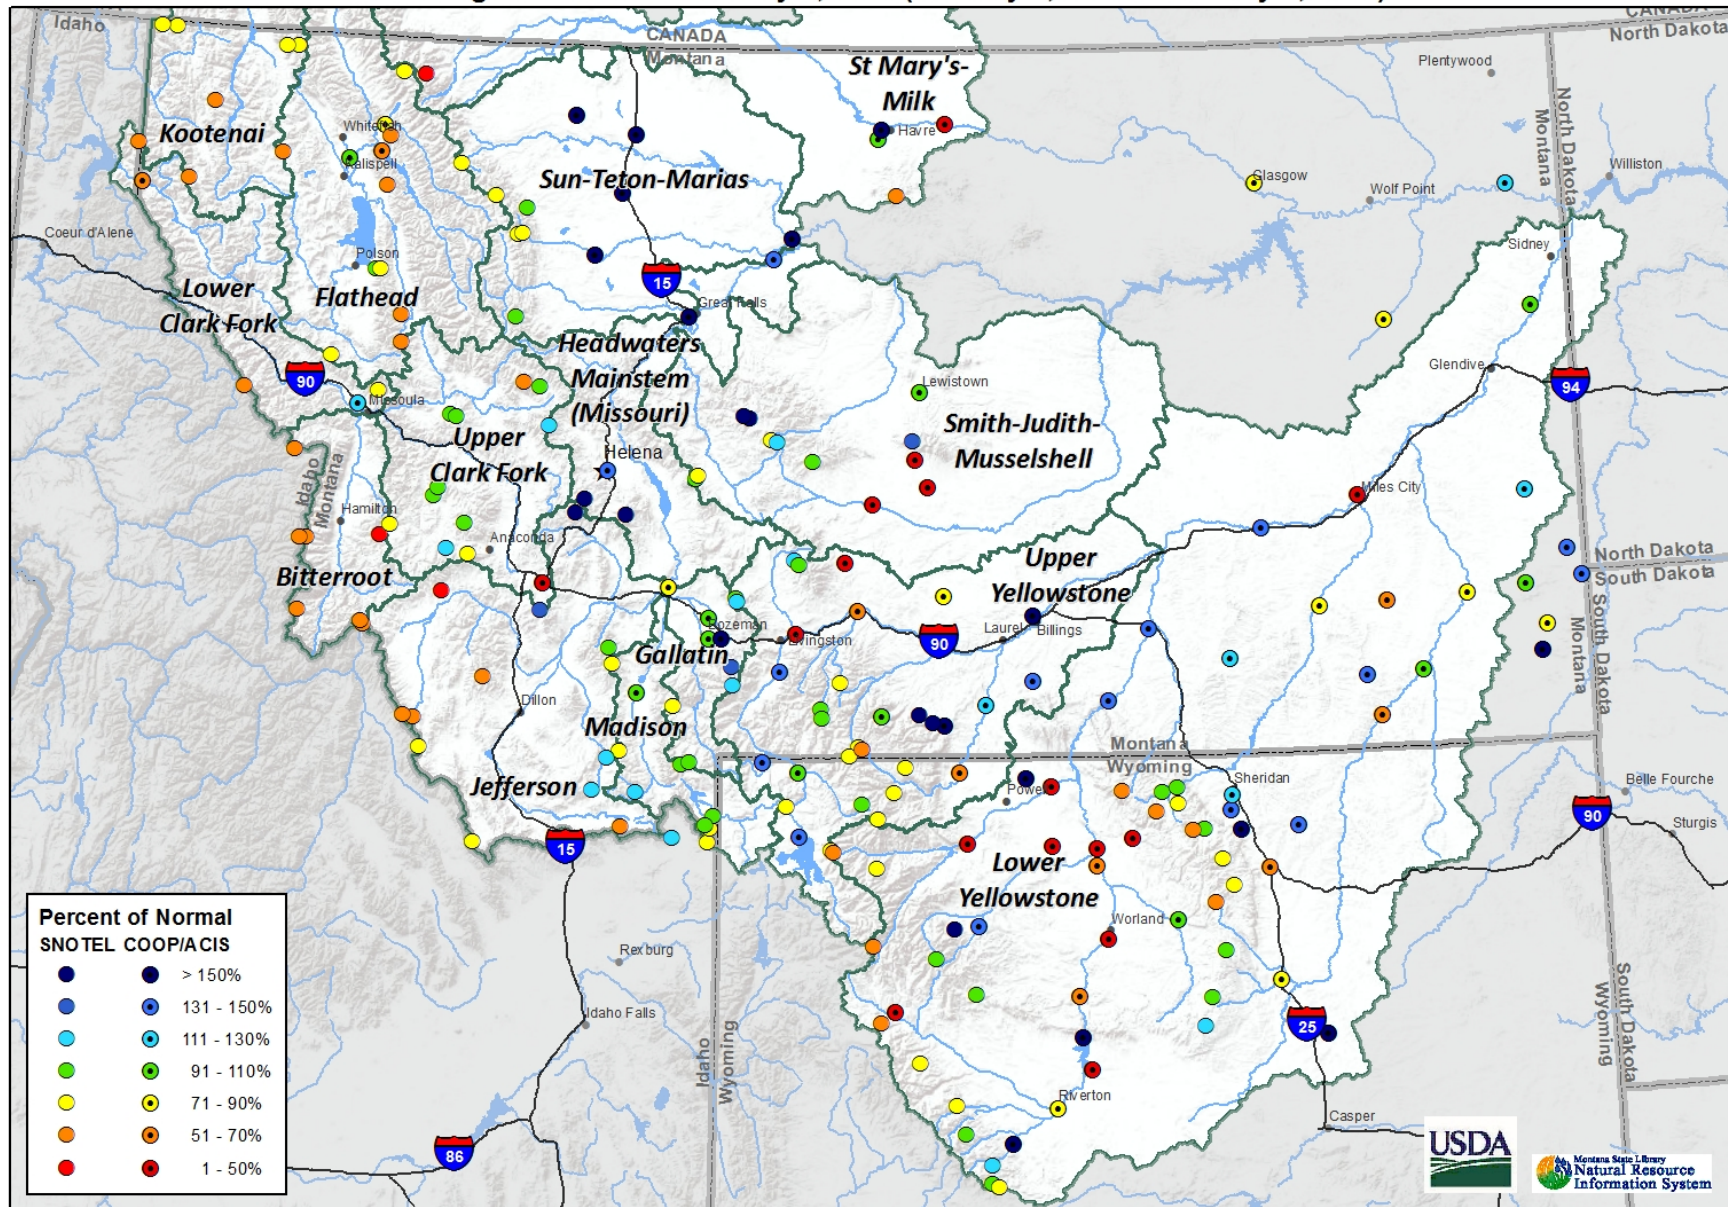 Idaho
CANADA
Montana
CANADA
North Dakota
St Mary's-
Milk
Plentywood
Kootenai
Whitefish
Kalispell
Havre
Sun-Teton-Marias
Glasgow
Wolf Point
North Dakota
Montana
Williston
Coeur d'Alene
Polson
Sidney
Lower
Clark Fork
Flathead
15
Great Falls
Headwaters
Mainstem
(Missouri)
90
Missoula
Lewistown
Glendive
94
Smith-Judith-
Musselshell
Upper
Clark Fork
Helena
Idaho
Montana
Hamilton
Anaconda
Miles City
Bitterroot
Upper
Yellowstone
North Dakota
South Dakota
Bozeman
Livingston
90
Laurel
Billings
Gallatin
South Dakota
Montana
Dillon
Madison
Montana
Wyoming
Jefferson
Sheridan
Belle Fourche
90
Sturgis
15
Lower
Yellowstone
Worland
Percent of Normal
SNOTEL COOP/ACIS
> 150%
131 - 150%
111 - 130%
91 - 110%
71 - 90%
51 - 70%
1 - 50%
Rexburg
Idaho Falls
Idaho
Wyoming
25
South Dakota
Wyoming
Riverton
Casper
86
USDA
Montana State Library
Natural Resource
Information System